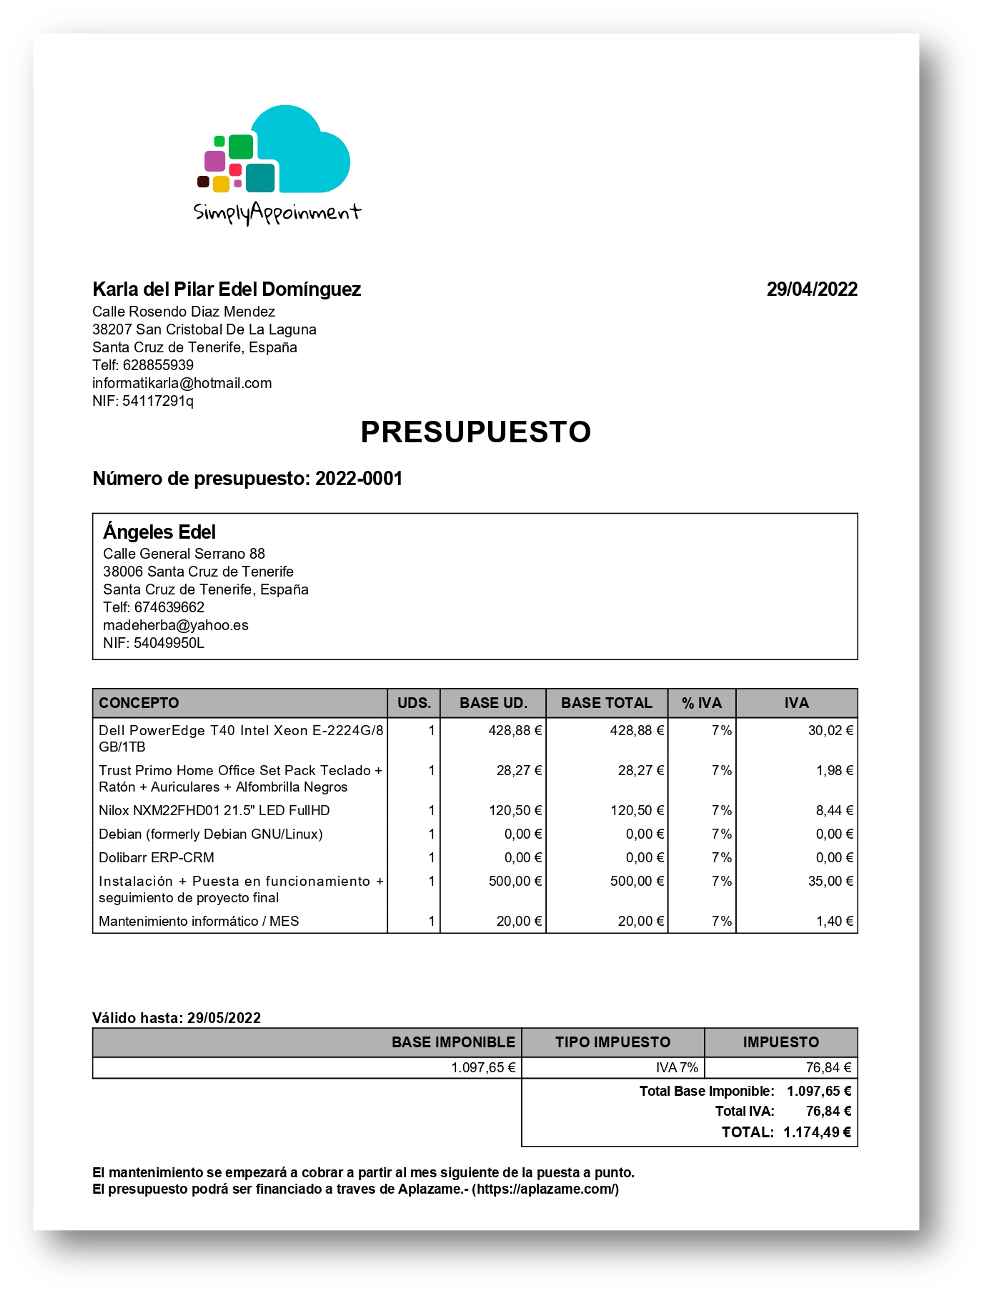 SimplyAppoinment
Karla del Pilar Edel Domínguez 29/04/2022
Calle Rosendo Diaz Mendez
38207 San Cristobal De La Laguna
Santa Cruz de Tenerife, España
Telf: 628855939
informatikarla@hotmail.com
NIF: 54117291q
PRESUPUESTO
Número de presupuesto: 2022-0001
Ángeles Edel
Calle General Serrano 88
38006 Santa Cruz de Tenerife
Santa Cruz de Tenerife, España
Telf: 674639662
madeherba@yahoo.es
NIF: 54049950L
CONCEPTO UDS. BASE UD. BASE TOTAL % IVA IVA
Dell PowerEdge T40 Intel Xeon E-2224G/8 1 428,88 € 428,88 € 7% 30,02 €
GB/1TB
Trust Primo Home Office Set Pack Teclado + 1 28,27 € 28,27 € 7% 1,98 €
Ratón + Auriculares + Alfombrilla Negros
Nilox NXM22FHD01 21.5" LED FullHD 1 120,50 € 120,50 € 7% 8,44 €
Debian (formerly Debian GNU/Linux) 1 0,00 € 0,00 € 7% 0,00 €
Dolibarr ERP-CRM 1 0,00 € 0,00 € 7% 0,00 €
Instalación + Puesta en funcionamiento + 1 500,00 € 500,00 € 7% 35,00 €
seguimiento de proyecto final
Mantenimiento informático / MES 1 20,00 € 20,00 € 7% 1,40 €
Válido hasta: 29/05/2022
BASE IMPONIBLE TIPO IMPUESTO IMPUESTO
1.097,65 € IVA 7% 76,84 €
Total Base Imponible: 1.097,65 €
Total IVA: 76,84 €
TOTAL: 1.174,49 €
El mantenimiento se empezará a cobrar a partir al mes siguiente de la puesta a punto.
El presupuesto podrá ser financiado a traves de Aplazame.- (https://aplazame.com/)